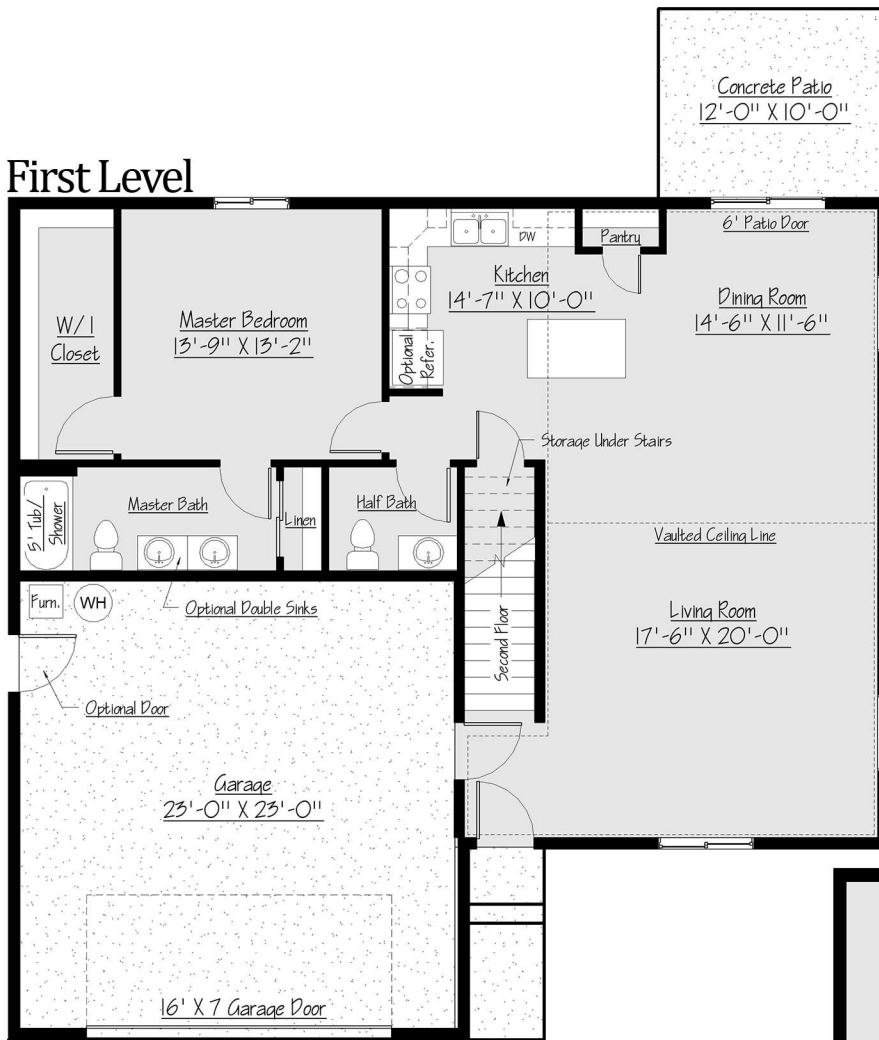 Concrete Patio
12'-0" X 10'-0"
First Level
6' Patio Door
DW
Pantry
Kitchen
14'-7" X 10'-0"
Dining Room
14'-6" X 11'-6"
W/I
Closet
Master Bedroom
13'-9" X 13'-2"
Optional
Refer.
Storage Under Stairs
5' Tub/
Shower
Master Bath
Linen
Half Bath
Vaulted Ceiling Line
Furn.
WH
Optional Double Sinks
Second Floor
Living Room
17'-6" X 20'-0"
Optional Door
Garage
23'-0" X 23'-0"
16' X 7 Garage Door